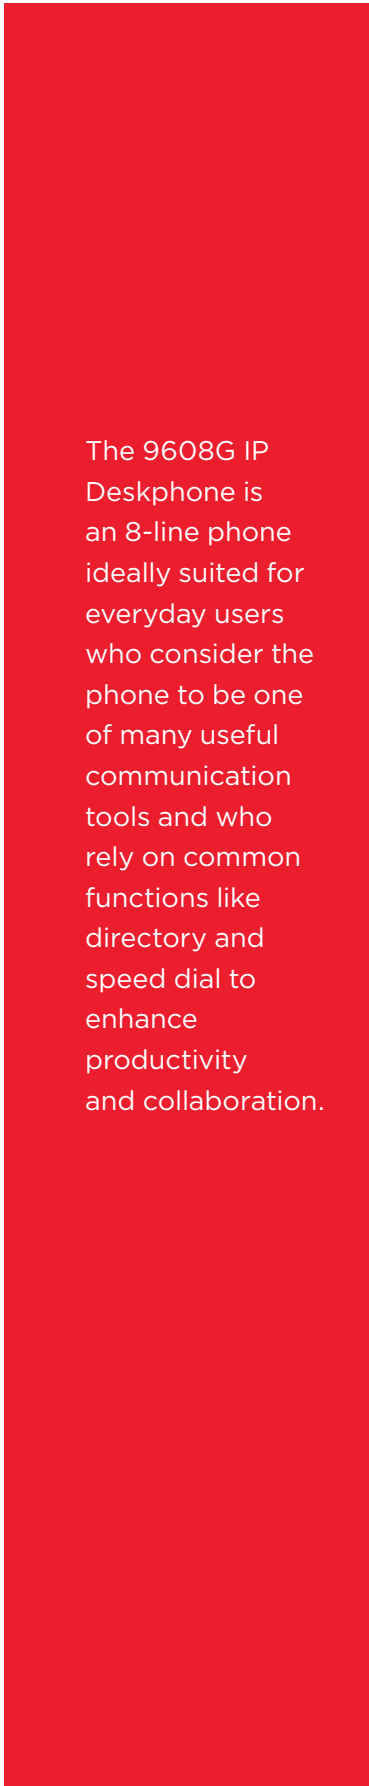 The 9608G IP
Deskphone is
an 8-line phone
ideally suited for
everyday users
who consider the
phone to be one
of many useful
communication
tools and who
rely on common
functions like
directory and
speed dial to
enhance
productivity
and collaboration.